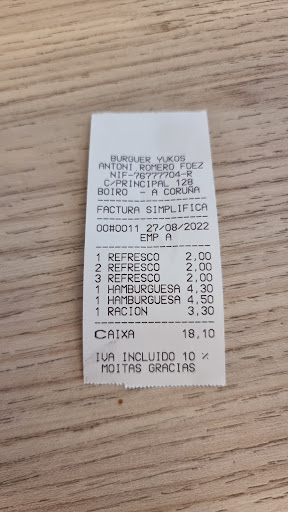 BURGUER YUKOS
ANTONI ROMERO FDEZ
NIF-76777704-R
C/PRINCIPAL 128
BOIRO - A CORUÑA
FACTURA SIMPLIFICA
00#0011 27/08/2022
EMP A
1 REFRESCO 2,00
2 REFRESCO 2,00
3 REFRESCO 2,00
1 HAMBURGUESA 4,30
1 HAMBURGUESA 4,50
1 RACION 3,30
CAIXA 18,10
IVA INCLUIDO 10 %
MOITAS GRACIAS